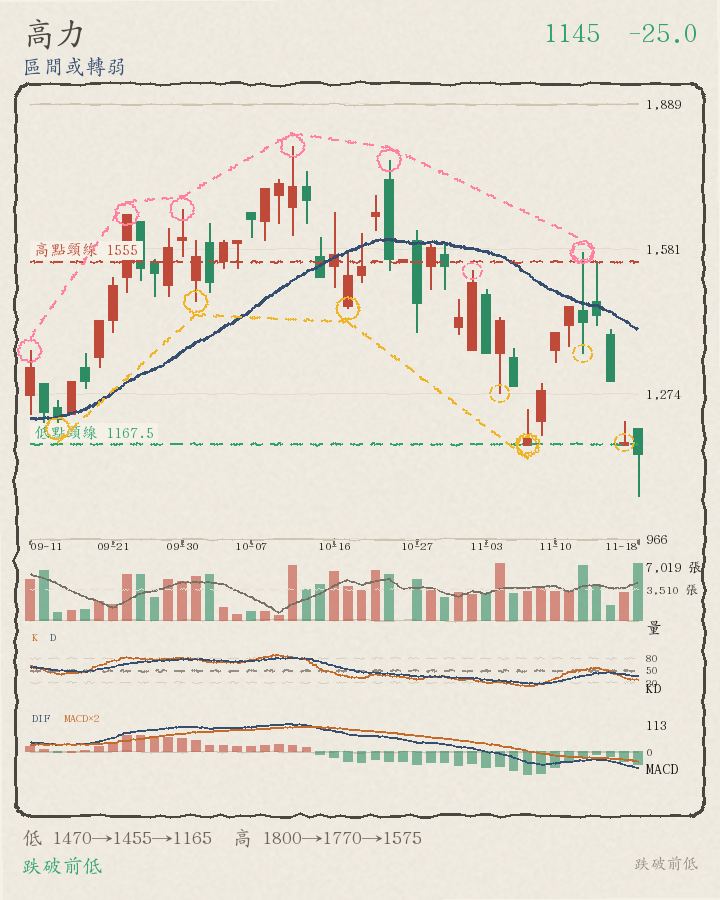 高力
1145 -25.0
區間或轉弱
1,889
高點頸線 1555
1,581
1,274
低點頸線 1167.5
966
09-11 09-21 09-30 10-07 10-16 10-27 11-03 11-10 11-18
7,019 張
3,510 張
量
K D
80
50
20
KD
DIF MACD×2
113
0
MACD
低 1470→1455→1165 高 1800→1770→1575
跌破前低
跌破前低